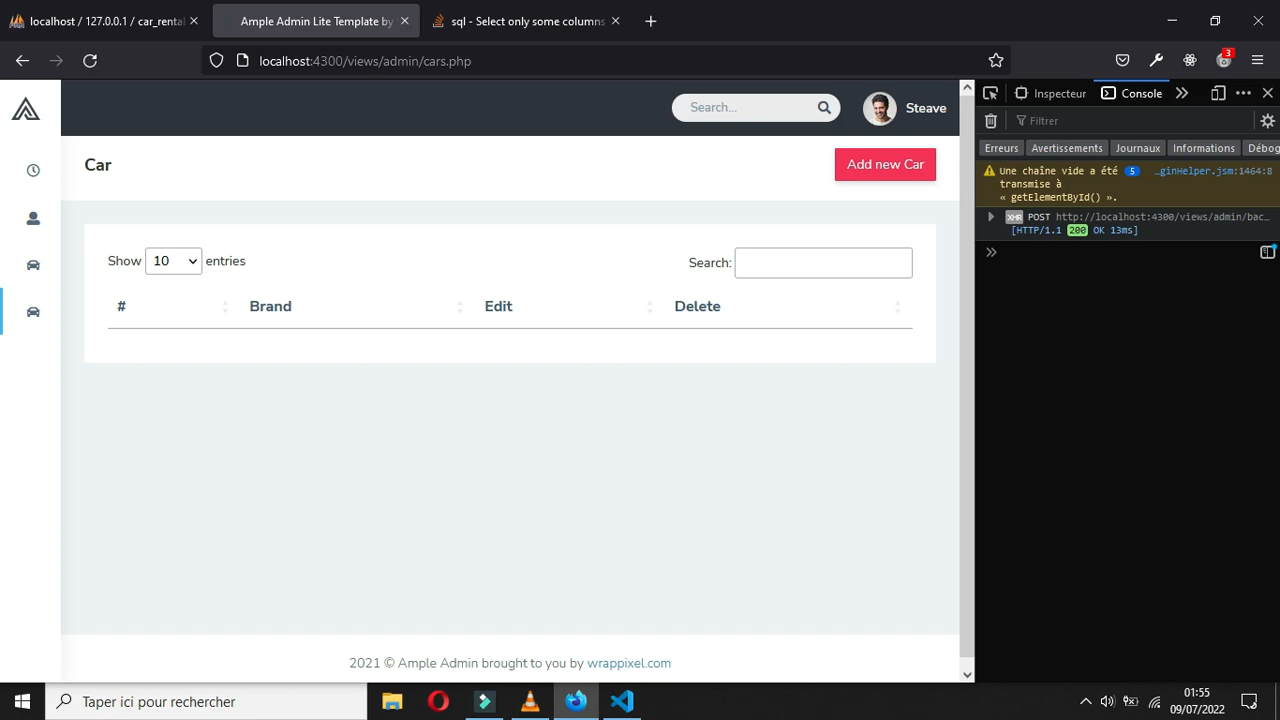 localhost / 127.0.0.1 / car_rental
Ample Admin Lite Template by
sql - Select only some columns
localhost:4300/views/admin/cars.php
3
Search...
Steave
Car
Add new Car
Show 10 entries
Search:
# Brand Edit Delete
2021 © Ample Admin brought to you by wrappixel.com
Inspecteur
Console
Filtrer
Erreurs Avertissements Journaux Informations Débog
Une chaîne vide a été 5 …ginHelper.jsm:1464:8
transmise à
« getElementById() ».
XHR POST http://localhost:4300/views/admin/bac…
[HTTP/1.1 200 OK 13ms]
Taper ici pour rechercher
01:55
09/07/2022